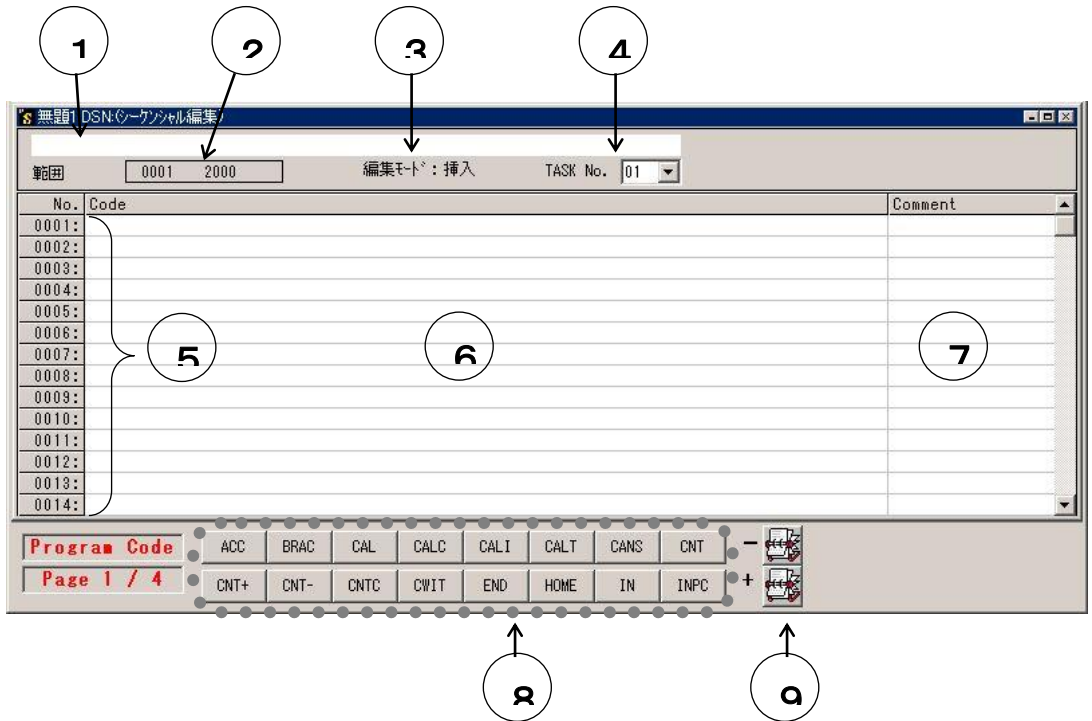 1 2 3 4
無題1 DSN:(シーケンシャル編集)
範囲 0001 2000 編集ﾓｰﾄﾞ:挿入 TASK No. 01
No. Code Comment
0001:
0002:
0003:
0004:
0005:
0006:
0007:
0008:
0009:
0010:
0011:
0012:
0013:
0014:
5 6 7
Program Code ACC BRAC CAL CALC CALI CALT CANS CNT -
Page 1 / 4 CNT+ CNT- CNTC CWIT END HOME IN INPC +
8 9